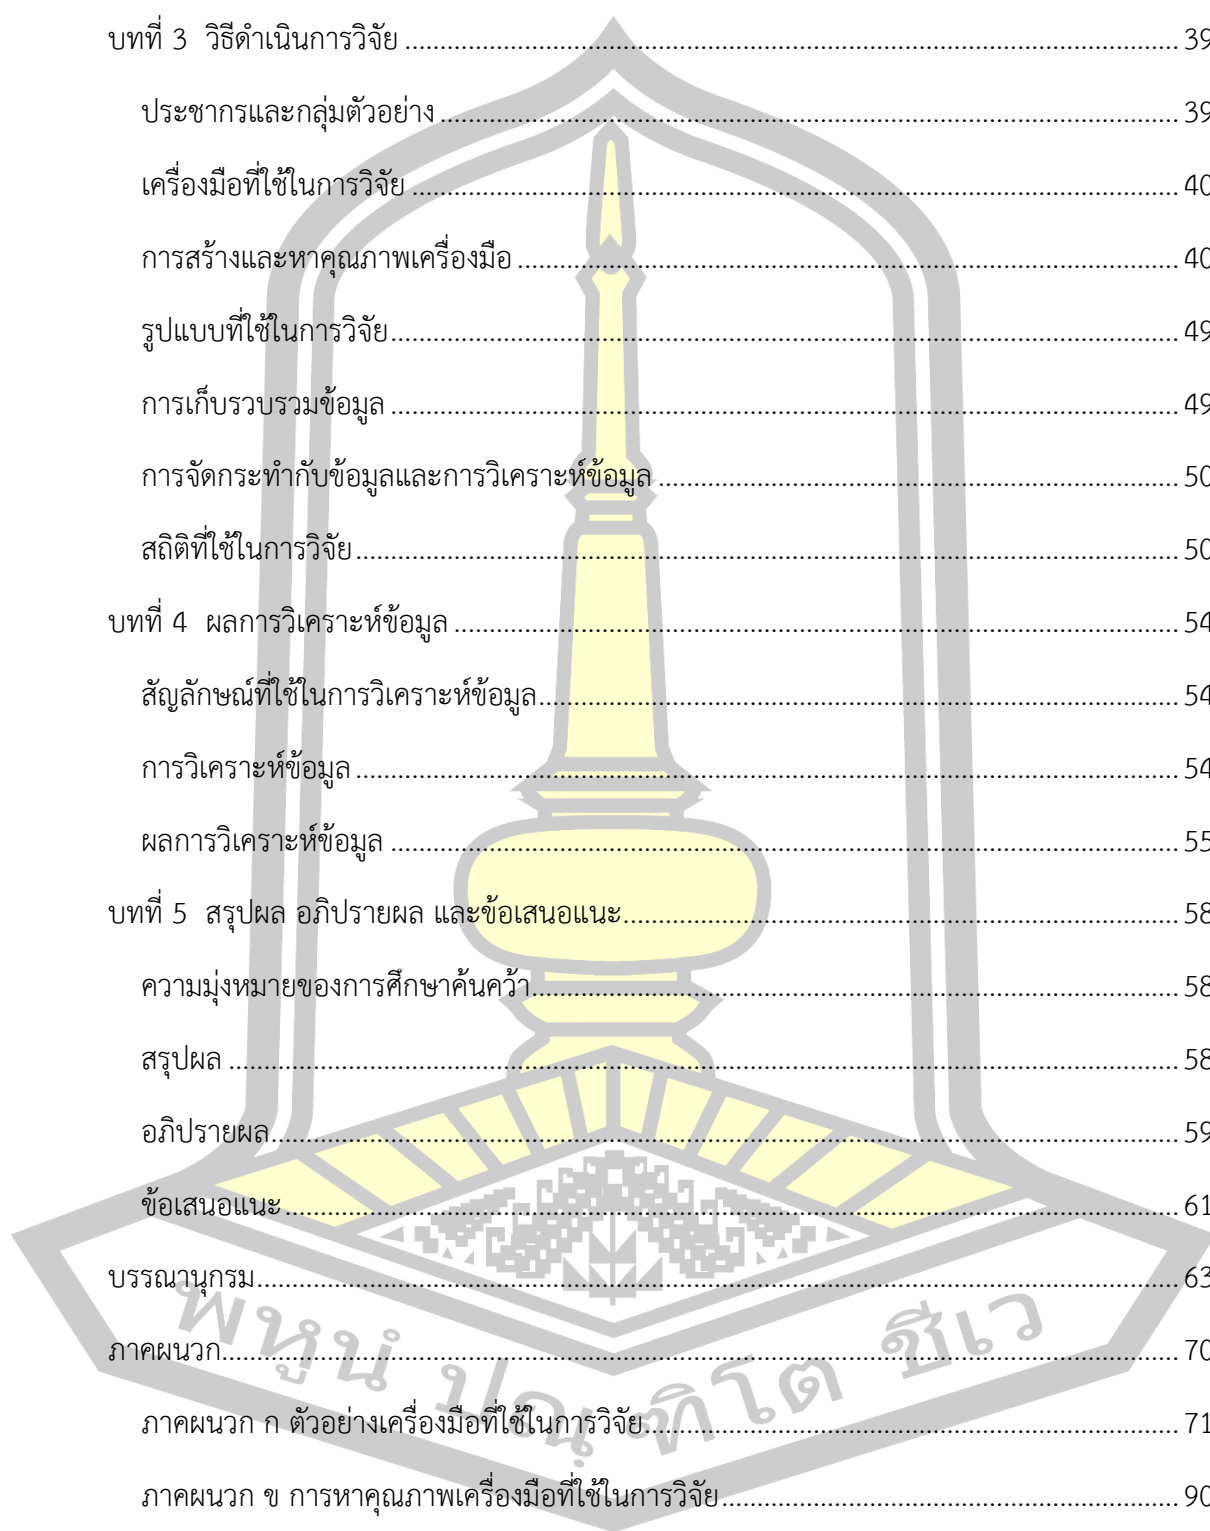 บทที่ 3 วิธีดำเนินการวิจัย ........ 39
ประชากรและกลุ่มตัวอย่าง ........ 39
เครื่องมือที่ใช้ในการวิจัย ........ 40
การสร้างและหาคุณภาพเครื่องมือ ........ 40
รูปแบบที่ใช้ในการวิจัย ........ 49
การเก็บรวบรวมข้อมูล ........ 49
การจัดกระทำกับข้อมูลและการวิเคราะห์ข้อมูล ........ 50
สถิติที่ใช้ในการวิจัย ........ 50
บทที่ 4 ผลการวิเคราะห์ข้อมูล ........ 54
สัญลักษณ์ที่ใช้ในการวิเคราะห์ข้อมูล ........ 54
การวิเคราะห์ข้อมูล ........ 54
ผลการวิเคราะห์ข้อมูล ........ 55
บทที่ 5 สรุปผล อภิปรายผล และข้อเสนอแนะ ........ 58
ความมุ่งหมายของการศึกษาค้นคว้า ........ 58
สรุปผล ........ 58
อภิปรายผล ........ 59
ข้อเสนอแนะ ........ 61
บรรณานุกรม ........ 63
ภาคผนวก ........ 70
ภาคผนวก ก ตัวอย่างเครื่องมือที่ใช้ในการวิจัย ........ 71
ภาคผนวก ข การหาคุณภาพเครื่องมือที่ใช้ในการวิจัย ........ 90
พหูนํ ปณฺฑิโต ชีเว